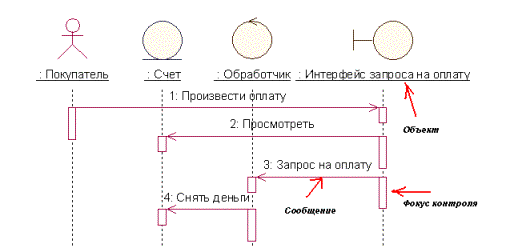 : Покупатель : Счет : Обработчик : Интерфейс запроса на оплату
1: Произвести оплату
Объект
2: Просмотреть
3: Запрос на оплату
4: Снять деньги
Сообщение
Фокус контроля